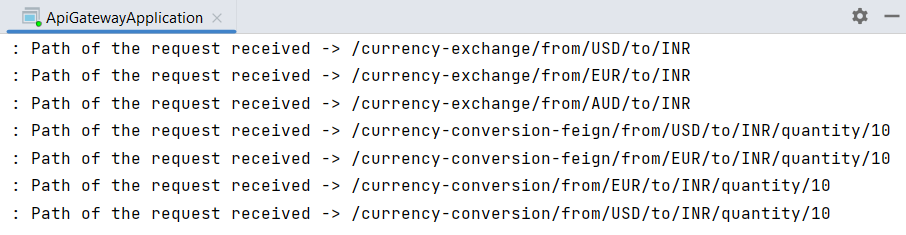 ApiGatewayApplication
: Path of the request received -> /currency-exchange/from/USD/to/INR
: Path of the request received -> /currency-exchange/from/EUR/to/INR
: Path of the request received -> /currency-exchange/from/AUD/to/INR
: Path of the request received -> /currency-conversion-feign/from/USD/to/INR/quantity/10
: Path of the request received -> /currency-conversion-feign/from/EUR/to/INR/quantity/10
: Path of the request received -> /currency-conversion/from/EUR/to/INR/quantity/10
: Path of the request received -> /currency-conversion/from/USD/to/INR/quantity/10